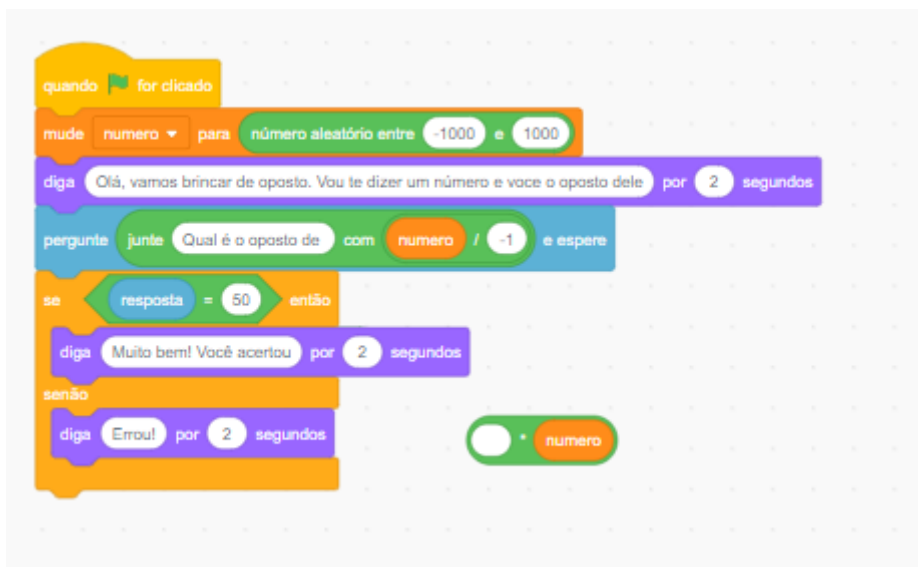 quando for clicado
mude numero para número aleatório entre -1000 e 1000
diga Olá, vamos brincar de oposto. Vou te dizer um número e voce o oposto dele por 2 segundos
pergunte junte Qual é o oposto de com numero / -1 e espere
se resposta = 50 então
diga Muito bem! Você acertou por 2 segundos
senão
diga Errou! por 2 segundos
* numero